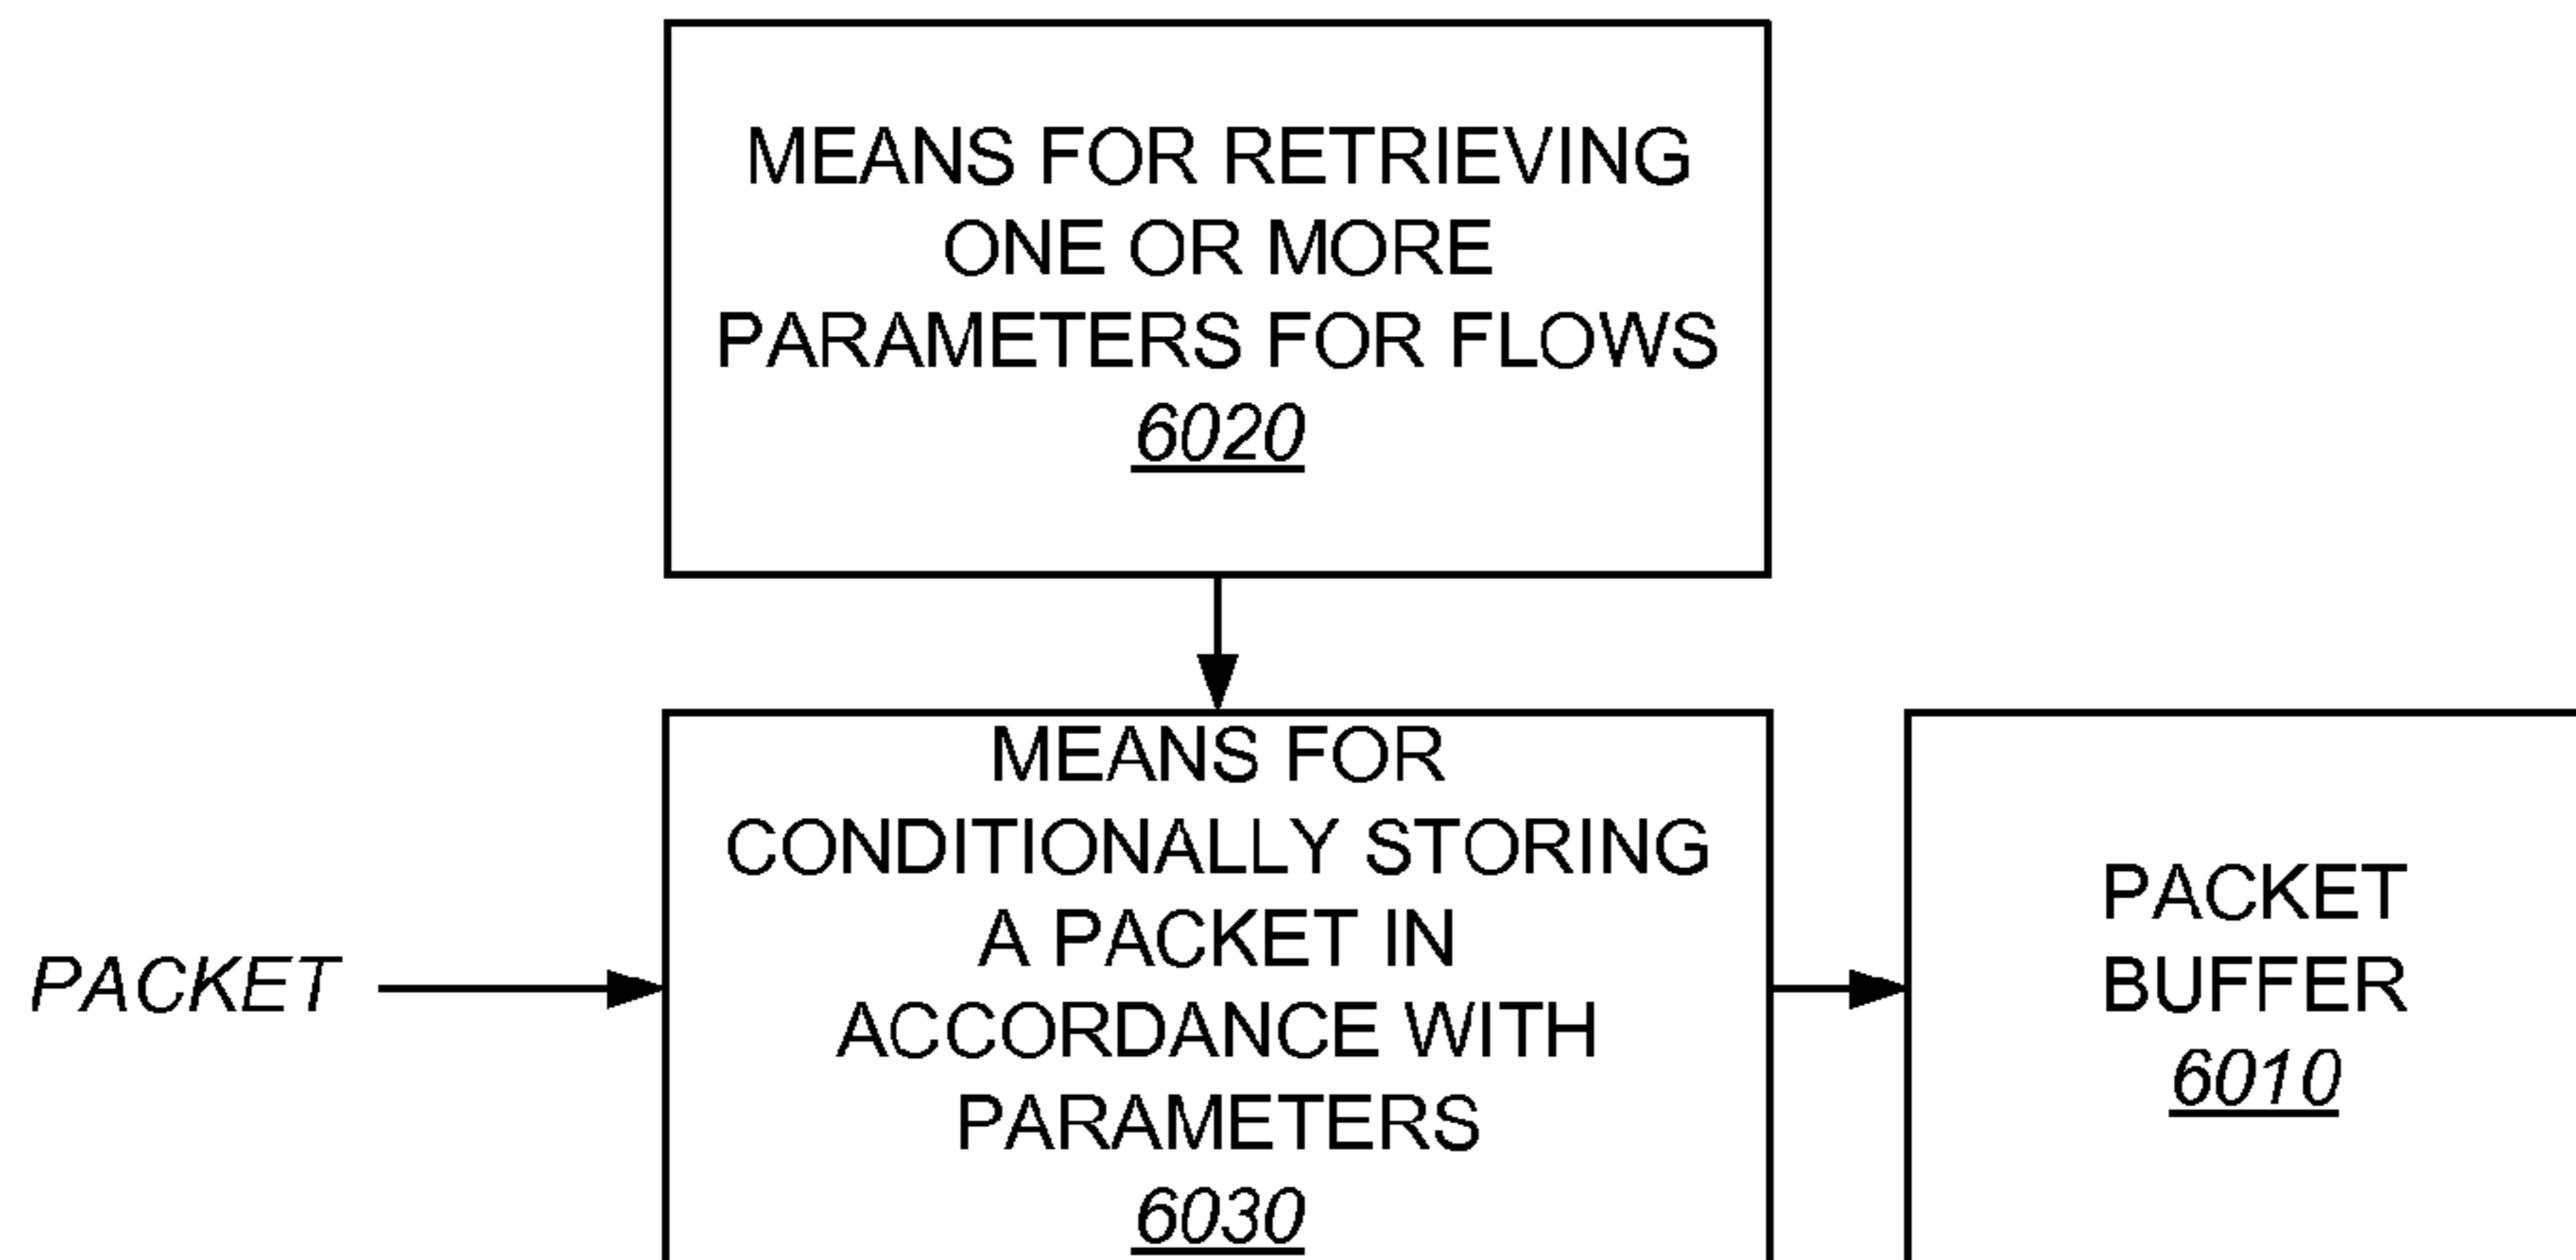 MEANS FOR RETRIEVING
ONE OR MORE
PARAMETERS FOR FLOWS
6020
PACKET
MEANS FOR
CONDITIONALLY STORING
A PACKET IN
ACCORDANCE WITH
PARAMETERS
6030
PACKET
BUFFER
6010